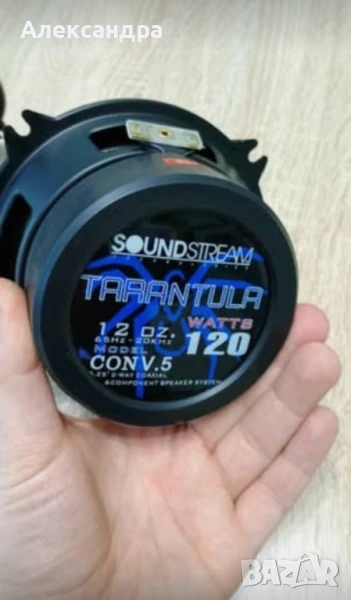 Александра
SOUNDSTREAM
TARANTULA
12 OZ.
WATTS
65HZ - 20KHZ
120
MODEL
CONV.5
5.25" 2-WAY COAXIAL
&COMPONENT SPEAKER SYSTEM
BAZAR